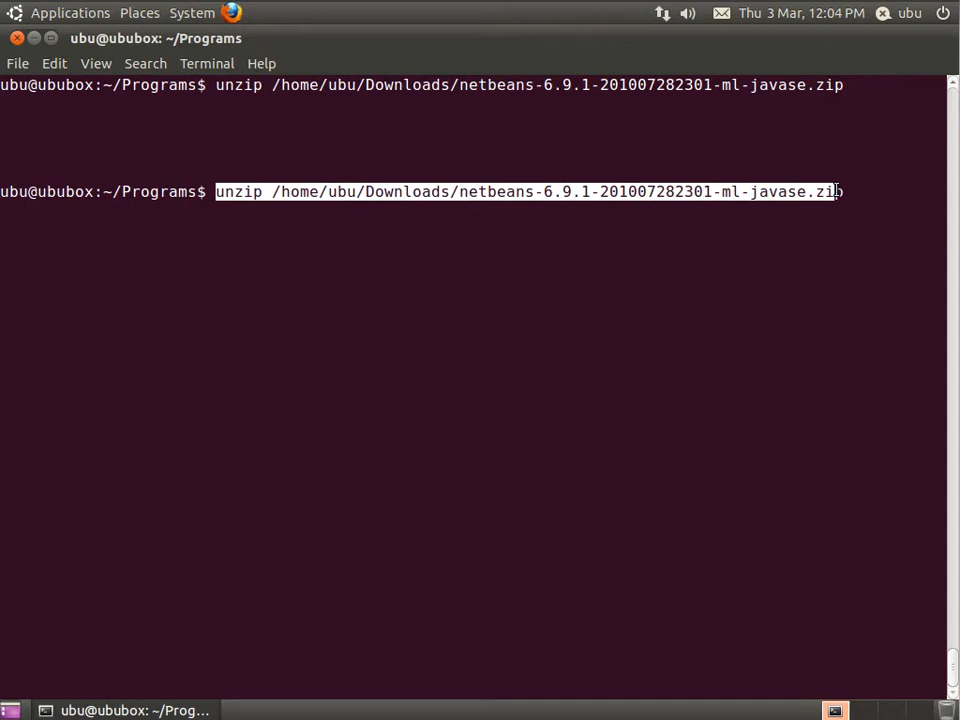 Applications Places System Thu 3 Mar, 12:04 PM ubu
ubu@ububox: ~/Programs
File Edit View Search Terminal Help
ubu@ububox:~/Programs$ unzip /home/ubu/Downloads/netbeans-6.9.1-201007282301-ml-javase.zip
ubu@ububox:~/Programs$ unzip /home/ubu/Downloads/netbeans-6.9.1-201007282301-ml-javase.zip
ubu@ububox: ~/Prog...